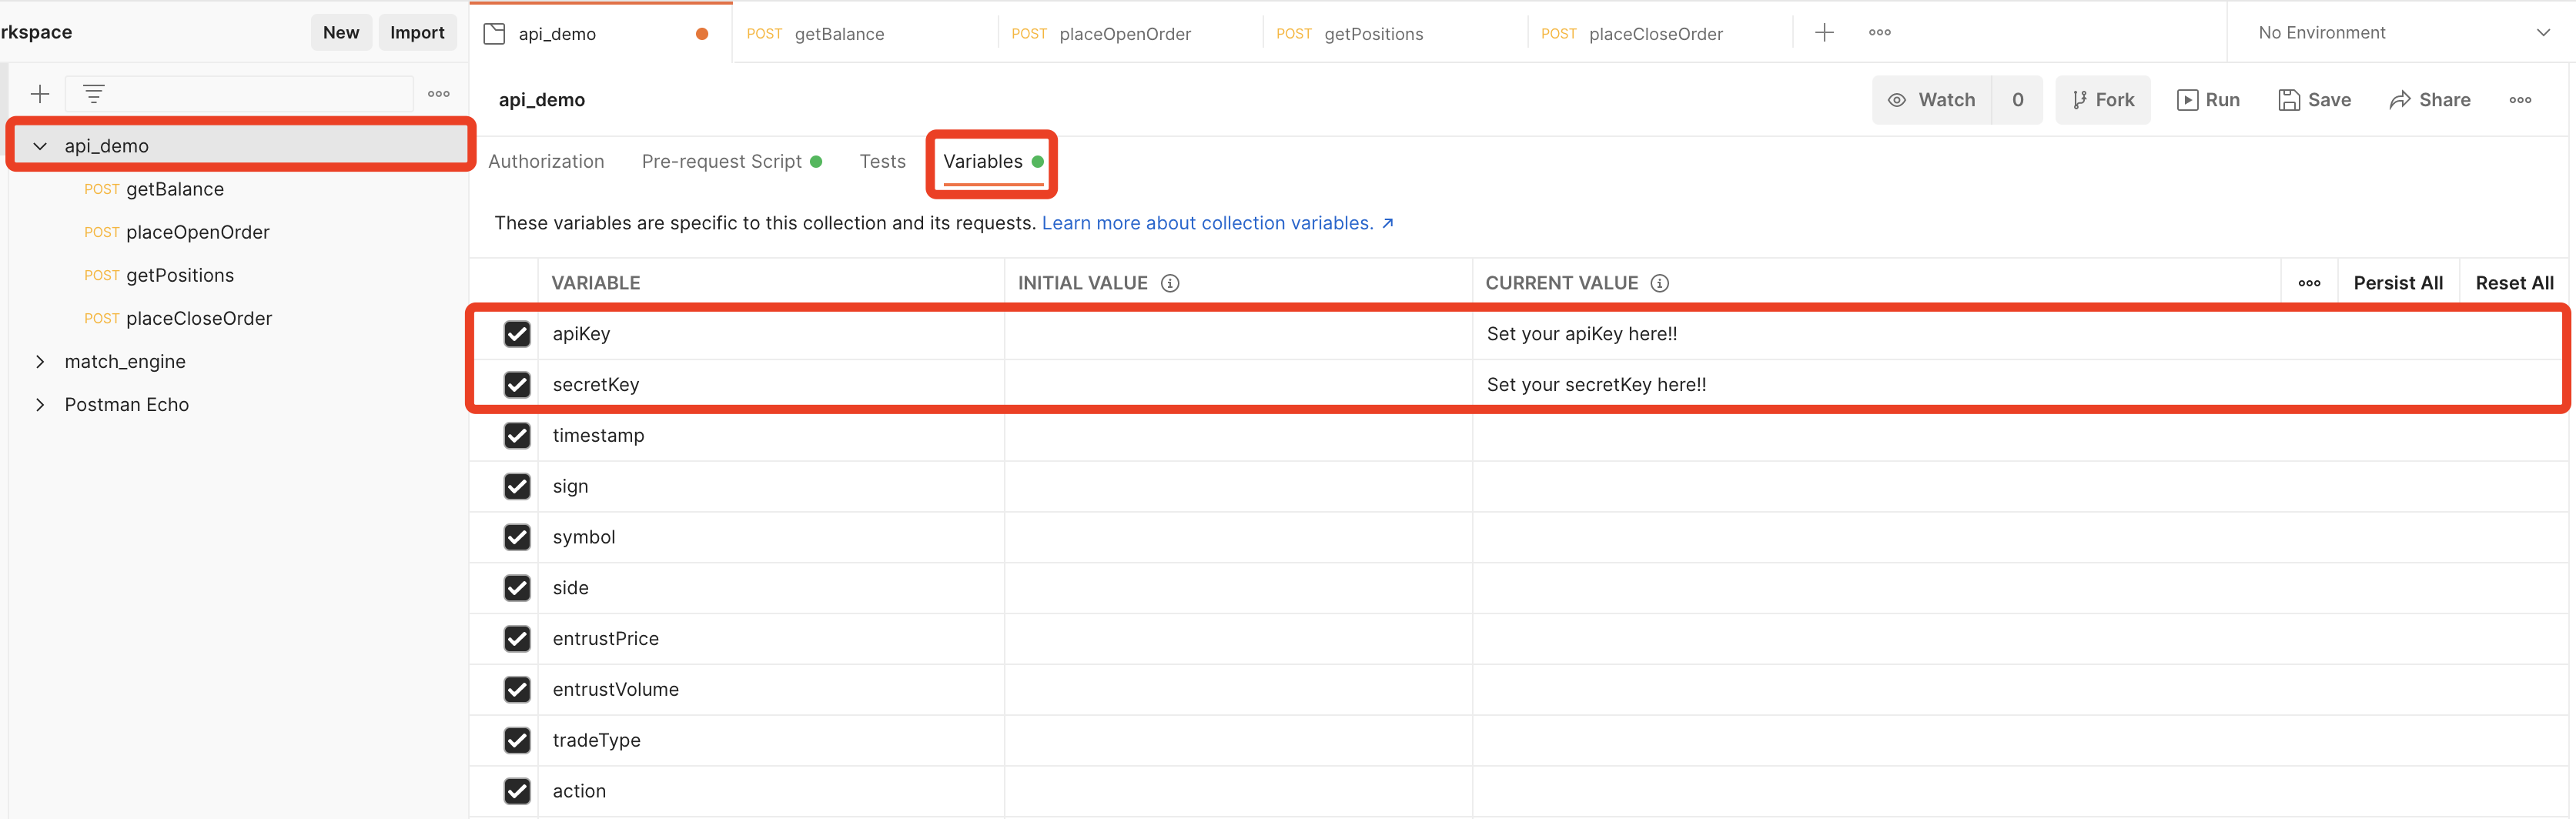 rkspace
New
Import
api_demo
POST getBalance
POST placeOpenOrder
POST getPositions
POST placeCloseOrder
No Environment
api_demo
Watch 0
Fork
Run
Save
Share
api_demo
POST getBalance
POST placeOpenOrder
POST getPositions
POST placeCloseOrder
match_engine
Postman Echo
Authorization
Pre-request Script
Tests
Variables
These variables are specific to this collection and its requests. Learn more about collection variables. ↗
VARIABLE INITIAL VALUE CURRENT VALUE Persist All Reset All
apiKey Set your apiKey here!!
secretKey Set your secretKey here!!
timestamp
sign
symbol
side
entrustPrice
entrustVolume
tradeType
action